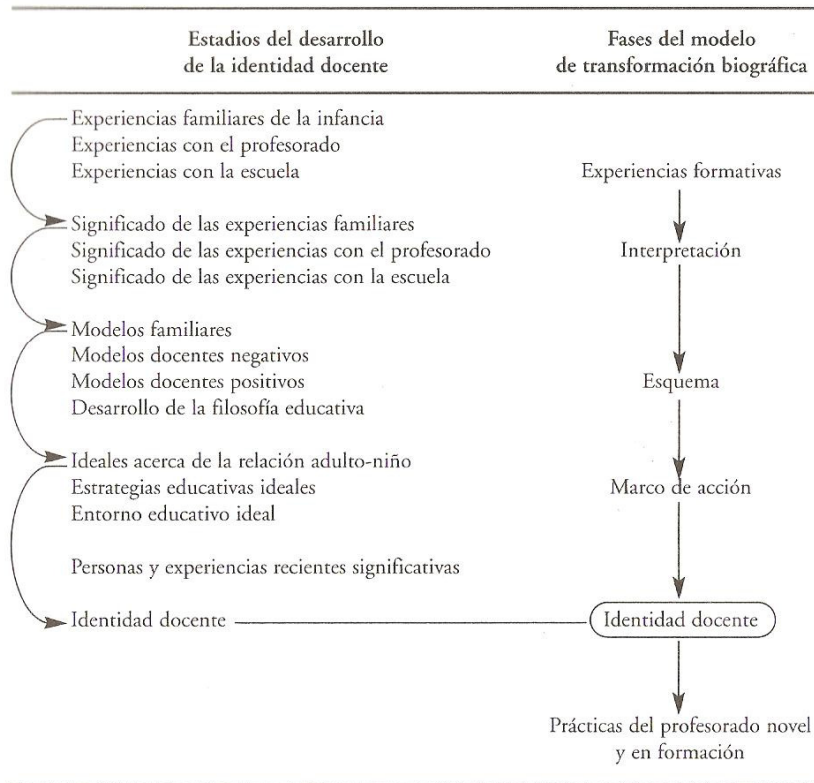 Estadios del desarrollo
de la identidad docente
Fases del modelo
de transformación biográfica
Experiencias familiares de la infancia
Experiencias con el profesorado
Experiencias con la escuela
Experiencias formativas
Significado de las experiencias familiares
Significado de las experiencias con el profesorado
Significado de las experiencias con la escuela
Interpretación
Modelos familiares
Modelos docentes negativos
Modelos docentes positivos
Desarrollo de la filosofía educativa
Esquema
Ideales acerca de la relación adulto-niño
Estrategias educativas ideales
Entorno educativo ideal
Marco de acción
Personas y experiencias recientes significativas
Identidad docente
Identidad docente
Prácticas del profesorado novel
y en formación